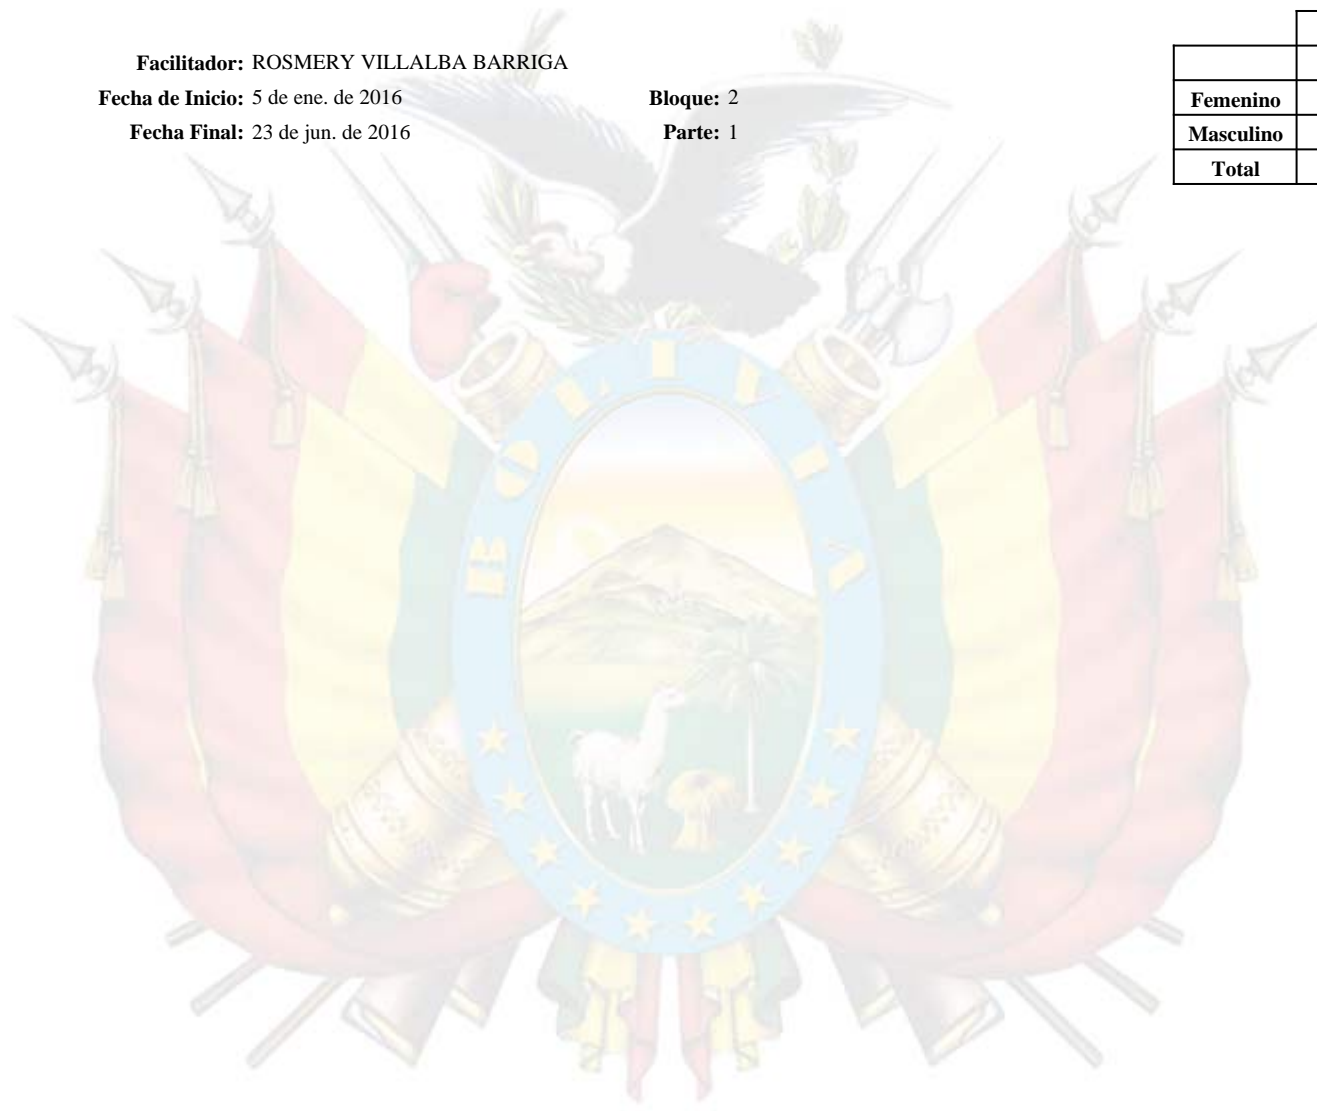 Facilitador: ROSMERY VILLALBA BARRIGA
Fecha de Inicio: 5 de ene. de 2016 Bloque: 2
Fecha Final: 23 de jun. de 2016 Parte: 1
Femenino
Masculino
Total
BOLIVIA